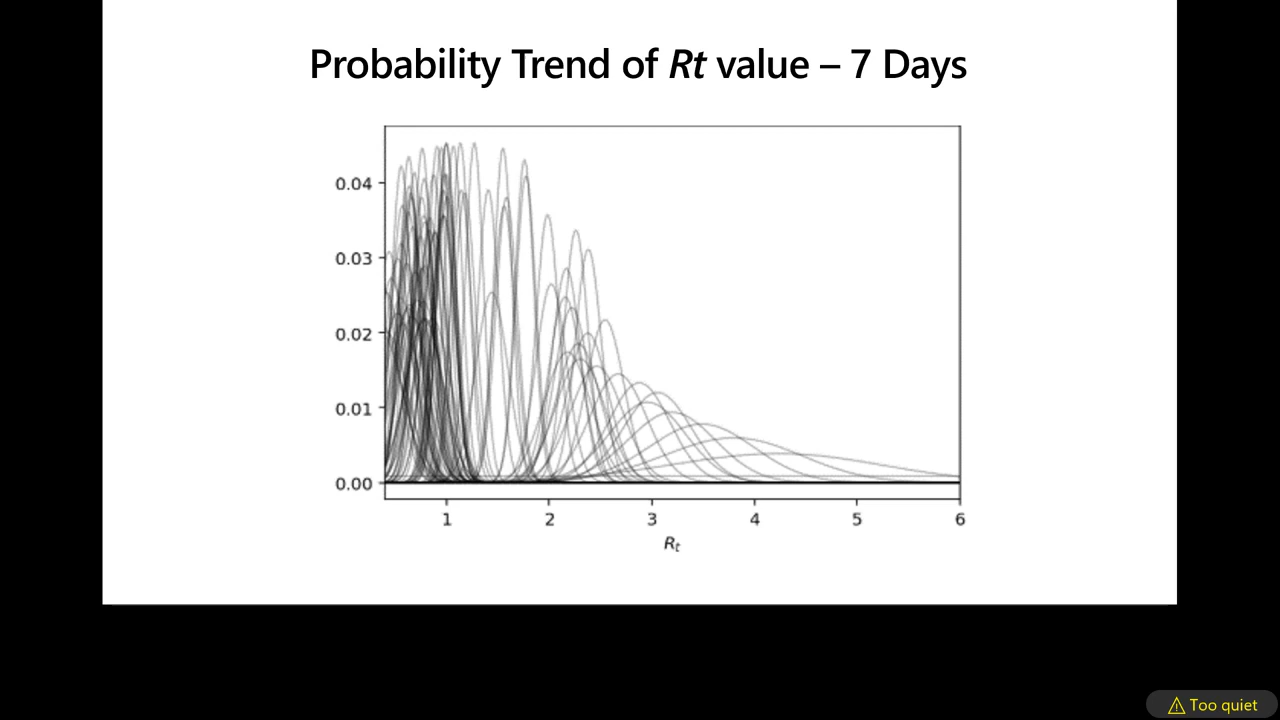 Probability Trend of Rt value – 7 Days
0.04
0.03
0.02
0.01
0.00
1 2 3 4 5 6
Rt
⚠ Too quiet